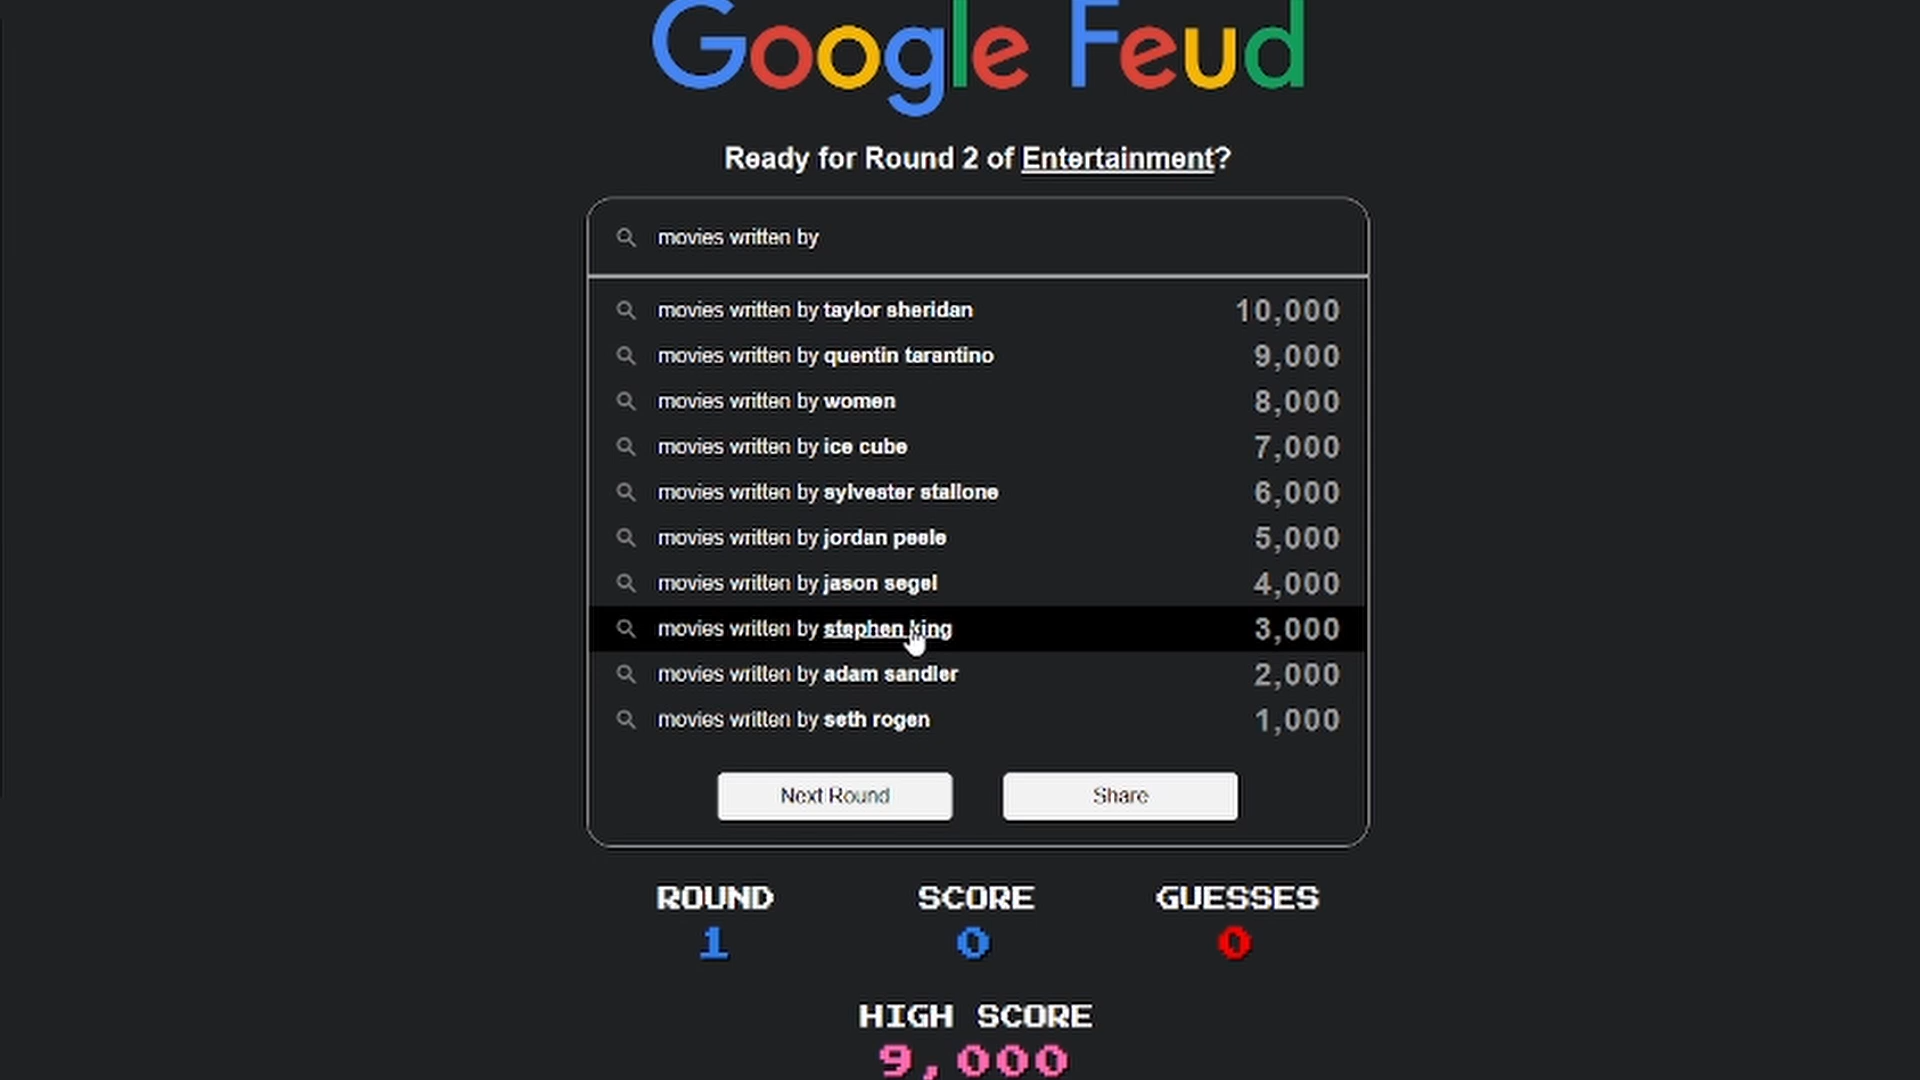 Google Feud
Ready for Round 2 of Entertainment?
movies written by
movies written by taylor sheridan 10,000
movies written by quentin tarantino 9,000
movies written by women 8,000
movies written by ice cube 7,000
movies written by sylvester stallone 6,000
movies written by jordan peele 5,000
movies written by jason segel 4,000
movies written by stephen king 3,000
movies written by adam sandler 2,000
movies written by seth rogen 1,000
Next Round Share
ROUND SCORE GUESSES
1 0 0
HIGH SCORE
9,000